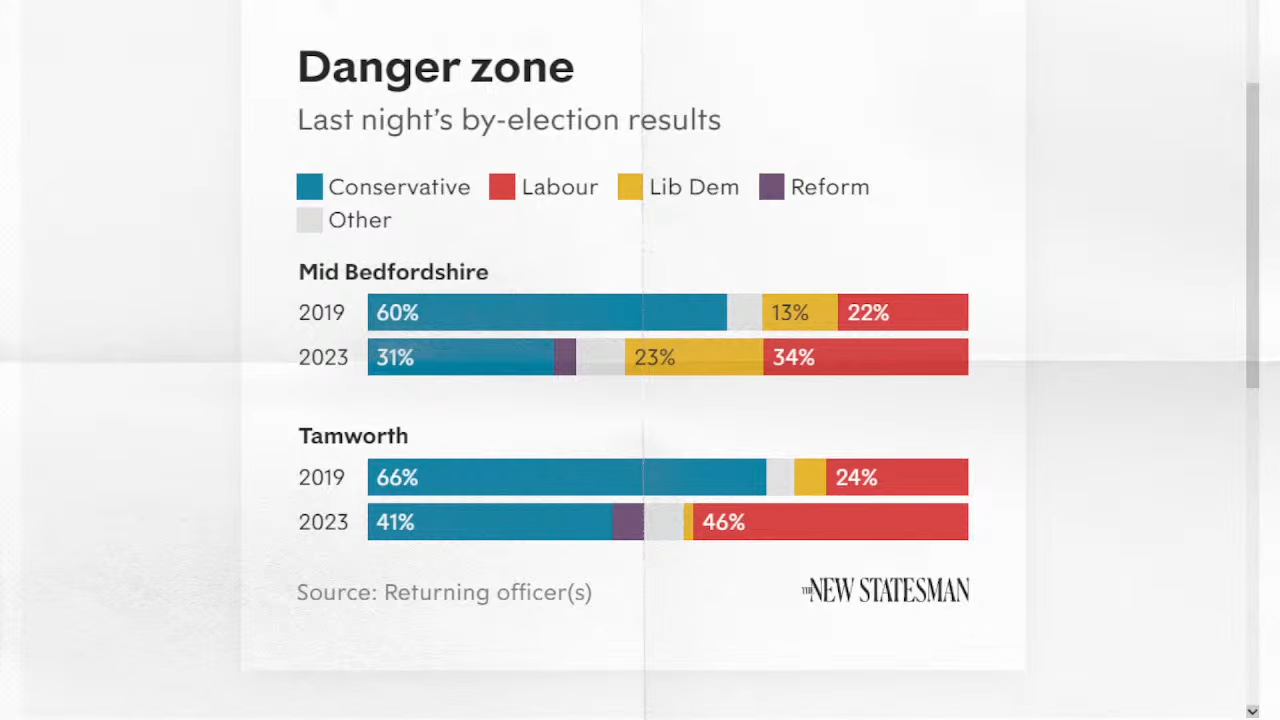 Danger zone
Last night’s by-election results
Conservative Labour Lib Dem Reform
Other
Mid Bedfordshire
2019 60% 13% 22%
2023 31% 23% 34%
Tamworth
2019 66% 24%
2023 41% 46%
Source: Returning officer(s) THE NEW STATESMAN